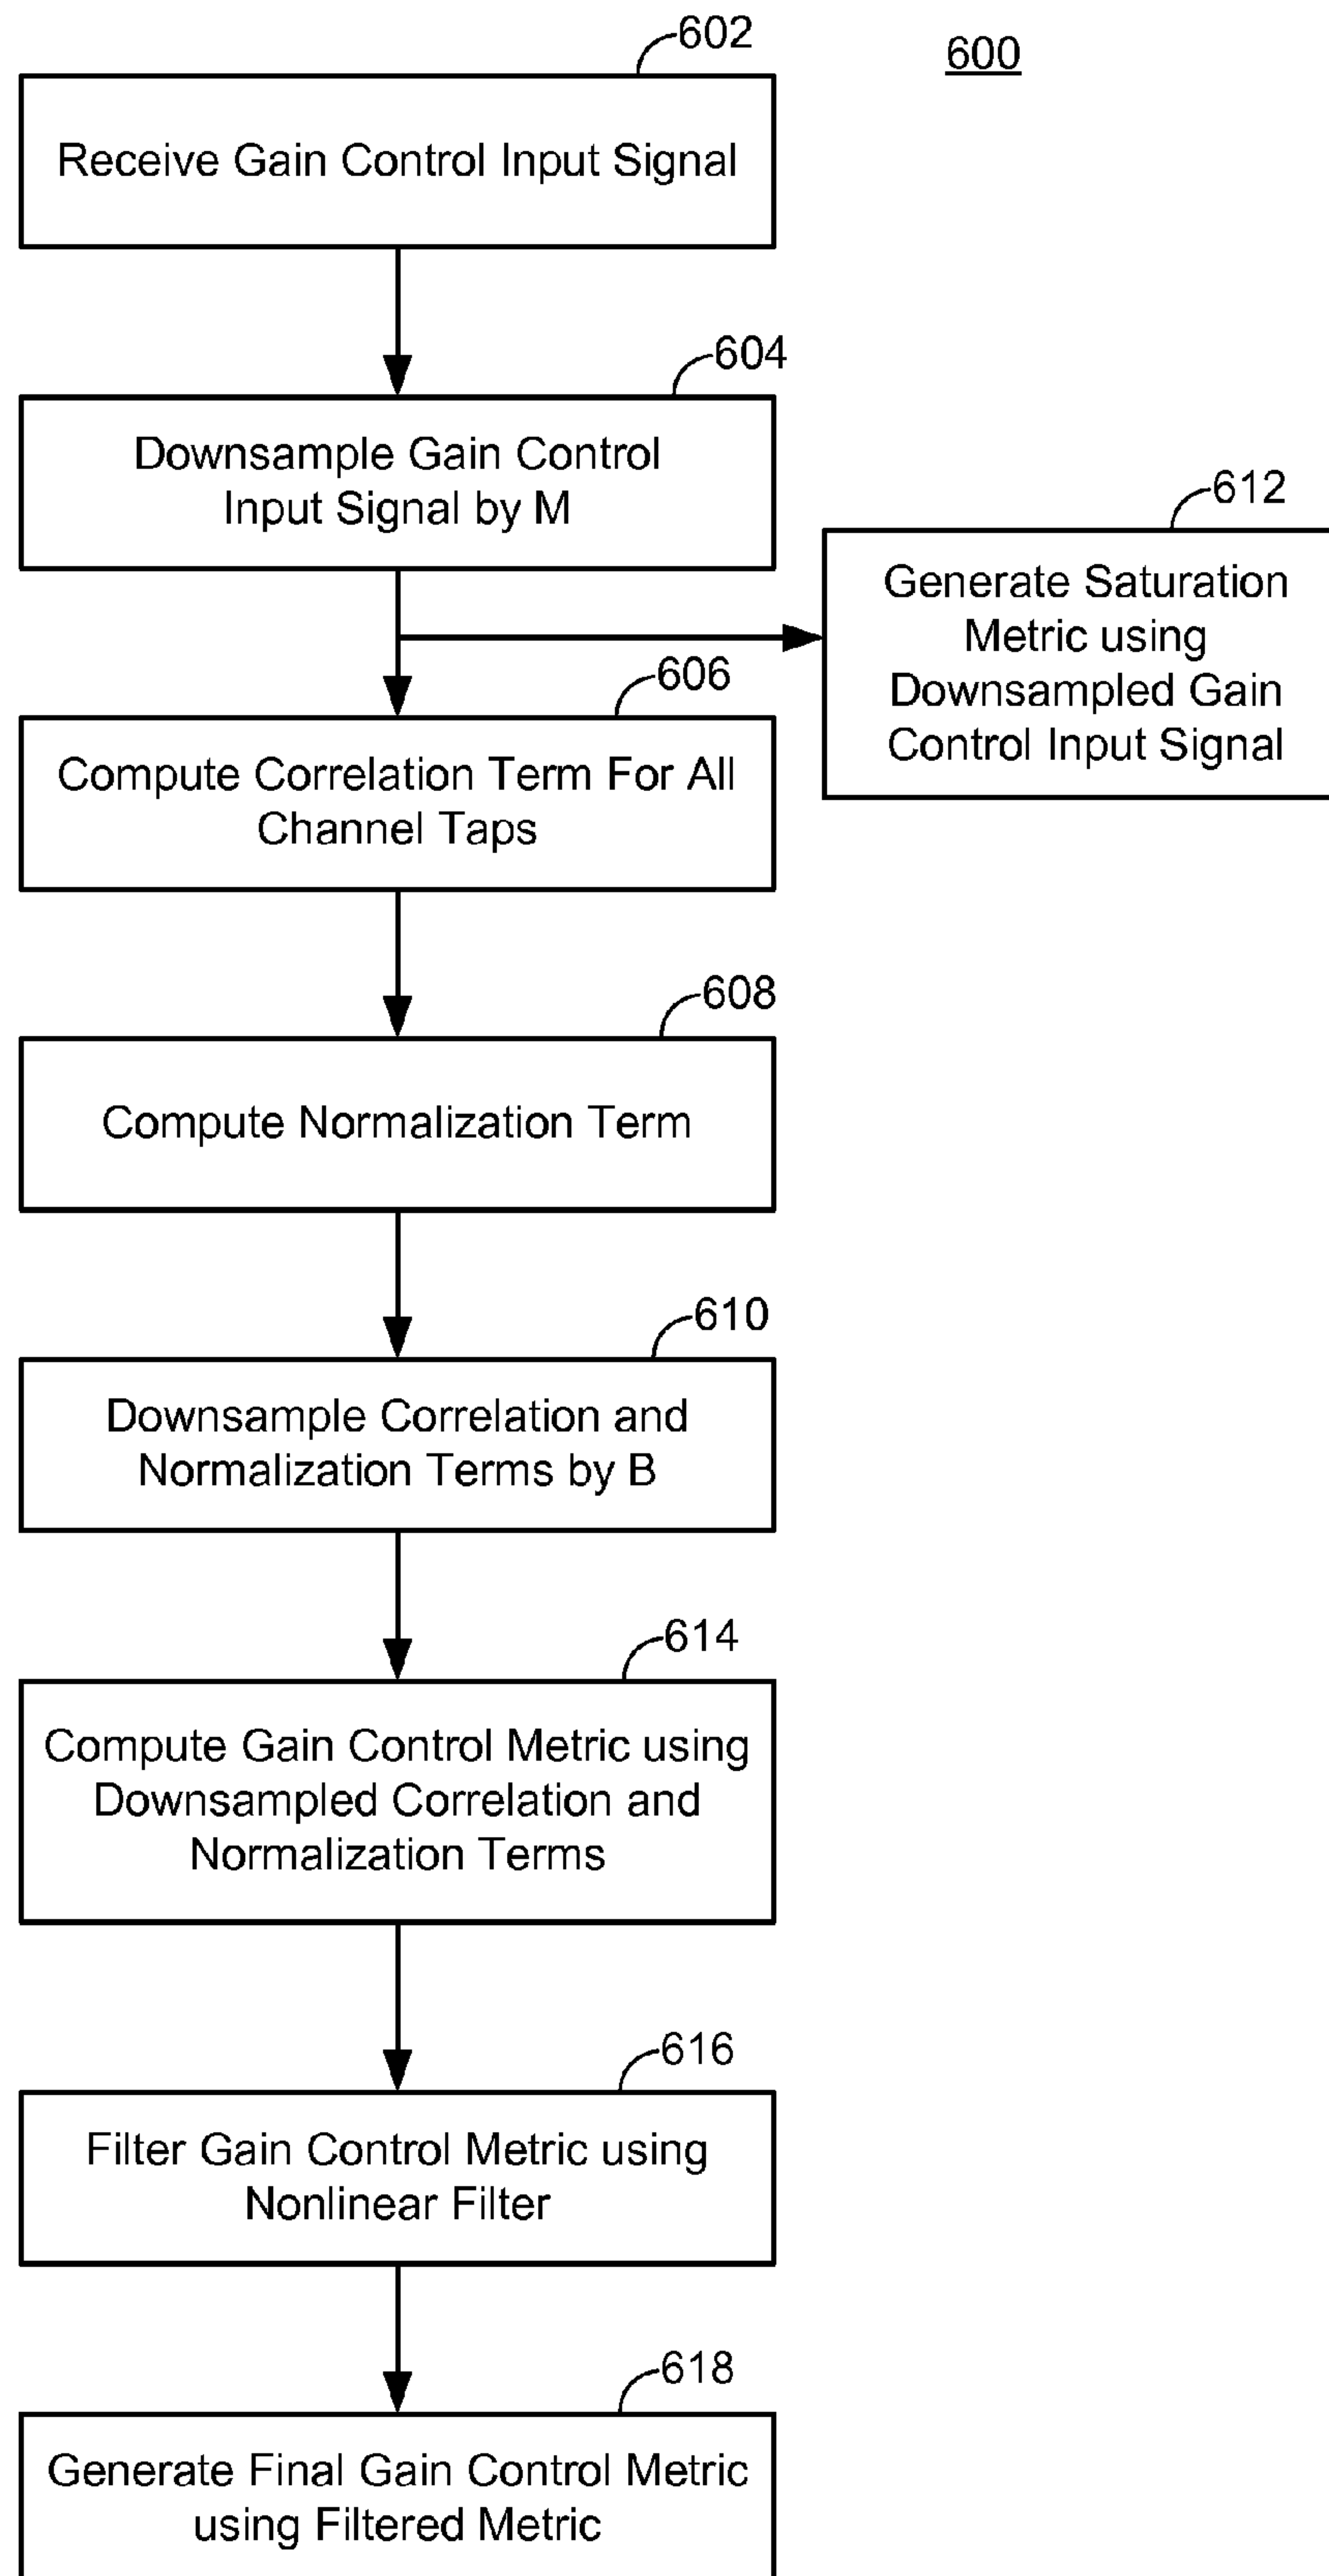 602
600
Receive Gain Control Input Signal
604
Downsample Gain Control
Input Signal by M
612
Generate Saturation
Metric using
Downsampled Gain
Control Input Signal
606
Compute Correlation Term For All
Channel Taps
608
Compute Normalization Term
610
Downsample Correlation and
Normalization Terms by B
614
Compute Gain Control Metric using
Downsampled Correlation and
Normalization Terms
616
Filter Gain Control Metric using
Nonlinear Filter
618
Generate Final Gain Control Metric
using Filtered Metric